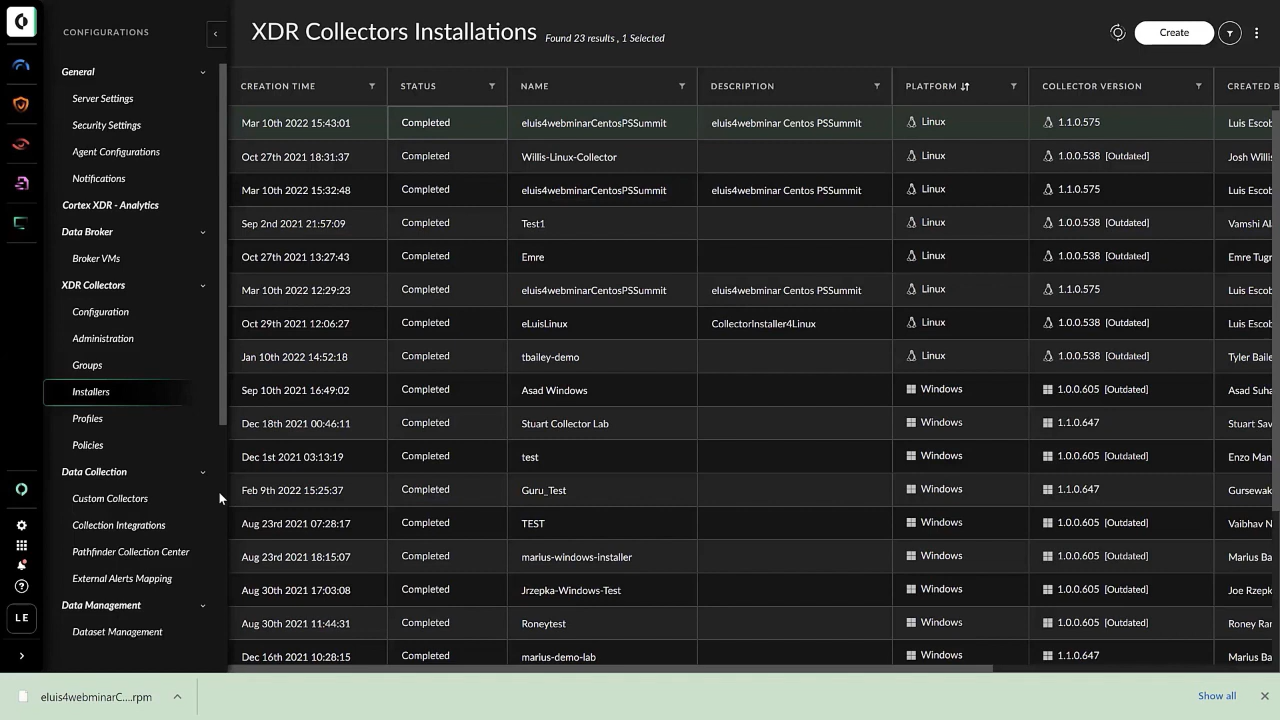 CONFIGURATIONS
General
Server Settings
Security Settings
Agent Configurations
Notifications
Cortex XDR - Analytics
Data Broker
Broker VMs
XDR Collectors
Configuration
Administration
Groups
Installers
Profiles
Policies
Data Collection
Custom Collectors
Collection Integrations
Pathfinder Collection Center
External Alerts Mapping
Data Management
Dataset Management
LE
XDR Collectors Installations Found 23 results , 1 Selected
Create
CREATION TIME STATUS NAME DESCRIPTION PLATFORM COLLECTOR VERSION CREATED B
Mar 10th 2022 15:43:01 Completed eluis4webminarCentosPSSummit eluis4webminar Centos PSSummit Linux 1.1.0.575 Luis Escob
Oct 27th 2021 18:31:37 Completed Willis-Linux-Collector Linux 1.0.0.538 [Outdated] Josh Willis
Mar 10th 2022 15:32:48 Completed eluis4webminarCentosPSSummit eluis4webminar Centos PSSummit Linux 1.1.0.575 Luis Escob
Sep 2nd 2021 21:57:09 Completed Test1 Linux 1.0.0.538 [Outdated] Vamshi Al
Oct 27th 2021 13:27:43 Completed Emre Linux 1.0.0.538 [Outdated] Emre Tugr
Mar 10th 2022 12:29:23 Completed eluis4webminarCentosPSSummit eluis4webminar Centos PSSummit Linux 1.1.0.575 Luis Escob
Oct 29th 2021 12:06:27 Completed eLuisLinux CollectorInstaller4Linux Linux 1.0.0.538 [Outdated] Luis Escob
Jan 10th 2022 14:52:18 Completed tbailey-demo Linux 1.0.0.538 [Outdated] Tyler Baile
Sep 10th 2021 16:49:02 Completed Asad Windows Windows 1.0.0.605 [Outdated] Asad Suha
Dec 18th 2021 00:46:11 Completed Stuart Collector Lab Windows 1.1.0.647 Stuart Sav
Dec 1st 2021 03:13:19 Completed test Windows 1.1.0.647 Enzo Man
Feb 9th 2022 15:25:37 Completed Guru_Test Windows 1.1.0.647 Gursewak
Aug 23rd 2021 07:28:17 Completed TEST Windows 1.0.0.605 [Outdated] Vaibhav N
Aug 23rd 2021 18:15:07 Completed marius-windows-installer Windows 1.0.0.605 [Outdated] Marius Ba
Aug 30th 2021 17:03:08 Completed Jrzepka-Windows-Test Windows 1.0.0.605 [Outdated] Joe Rzepk
Aug 30th 2021 11:44:31 Completed Roneytest Windows 1.0.0.605 [Outdated] Roney Ran
Dec 16th 2021 10:28:15 Completed marius-demo-lab Windows 1.1.0.647 Marius Ba
eluis4webminarC....rpm
Show all